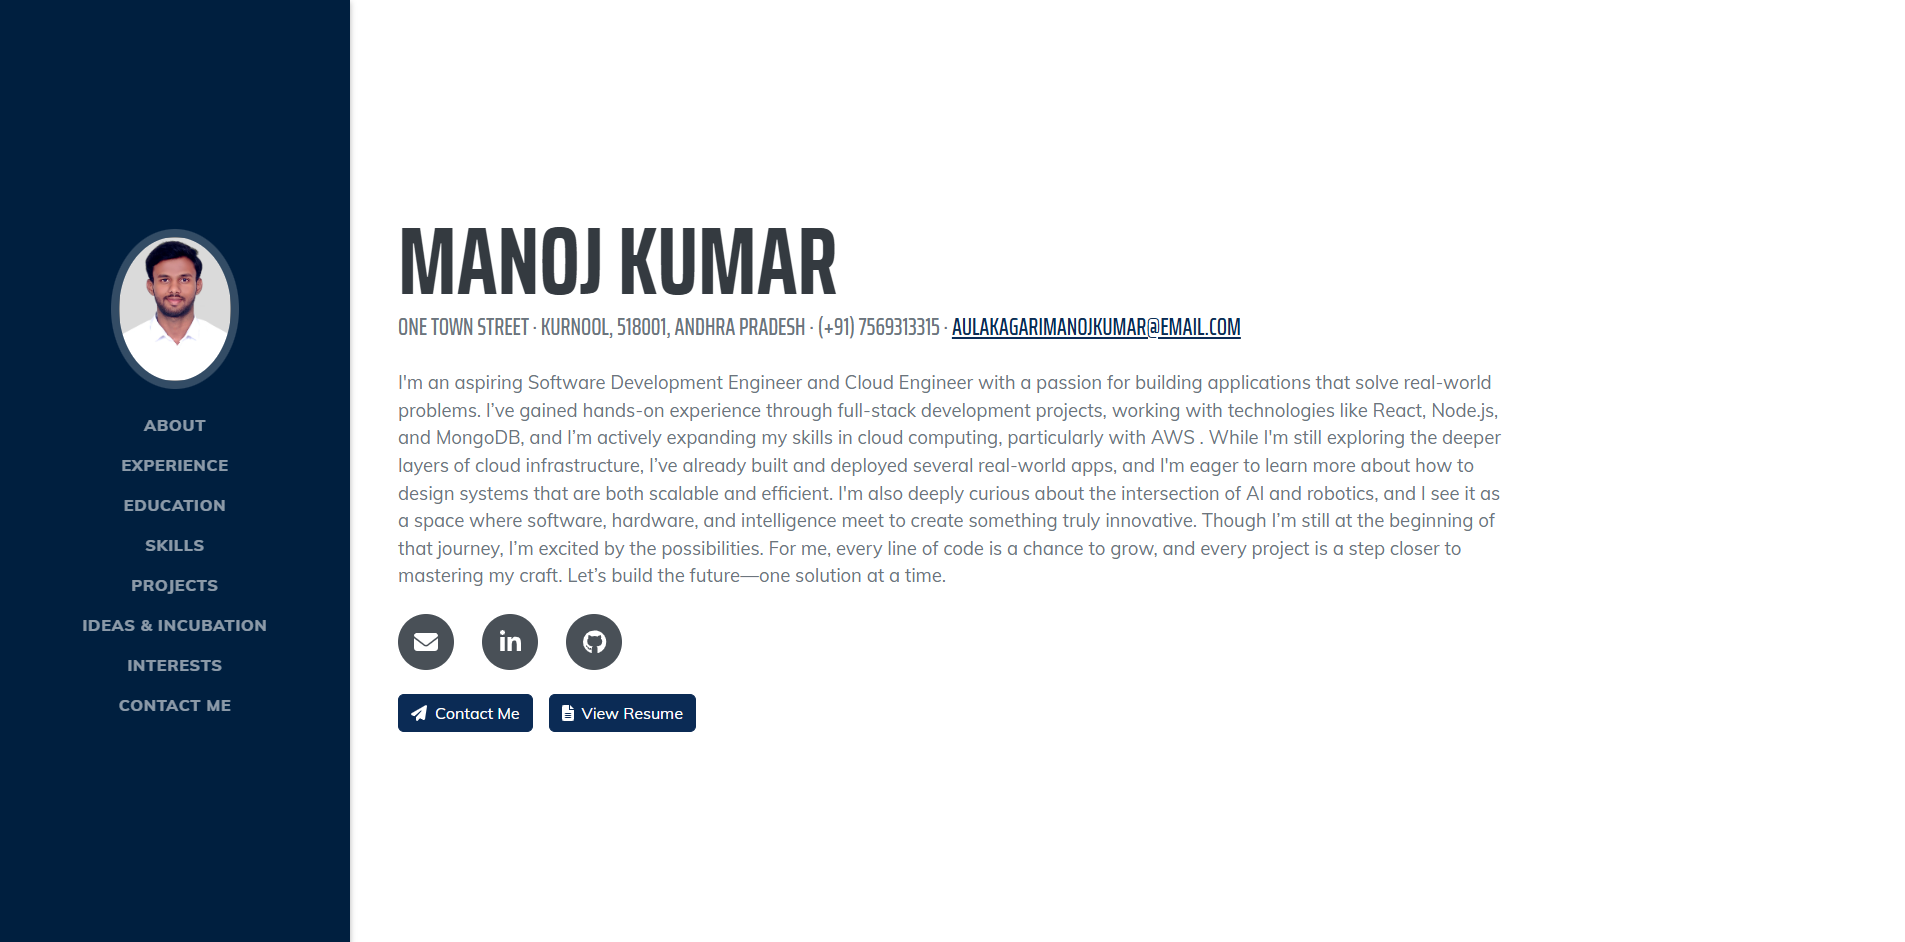 ABOUT
EXPERIENCE
EDUCATION
SKILLS
PROJECTS
IDEAS & INCUBATION
INTERESTS
CONTACT ME
MANOJ KUMAR
ONE TOWN STREET · KURNOOL, 518001, ANDHRA PRADESH · (+91) 7569313315 · AULAKAGARIMANOJKUMAR@EMAIL.COM
I'm an aspiring Software Development Engineer and Cloud Engineer with a passion for building applications that solve real-world
problems. I’ve gained hands-on experience through full-stack development projects, working with technologies like React, Node.js,
and MongoDB, and I’m actively expanding my skills in cloud computing, particularly with AWS . While I'm still exploring the deeper
layers of cloud infrastructure, I’ve already built and deployed several real-world apps, and I'm eager to learn more about how to
design systems that are both scalable and efficient. I'm also deeply curious about the intersection of AI and robotics, and I see it as
a space where software, hardware, and intelligence meet to create something truly innovative. Though I’m still at the beginning of
that journey, I’m excited by the possibilities. For me, every line of code is a chance to grow, and every project is a step closer to
mastering my craft. Let’s build the future—one solution at a time.
in
Contact Me
View Resume